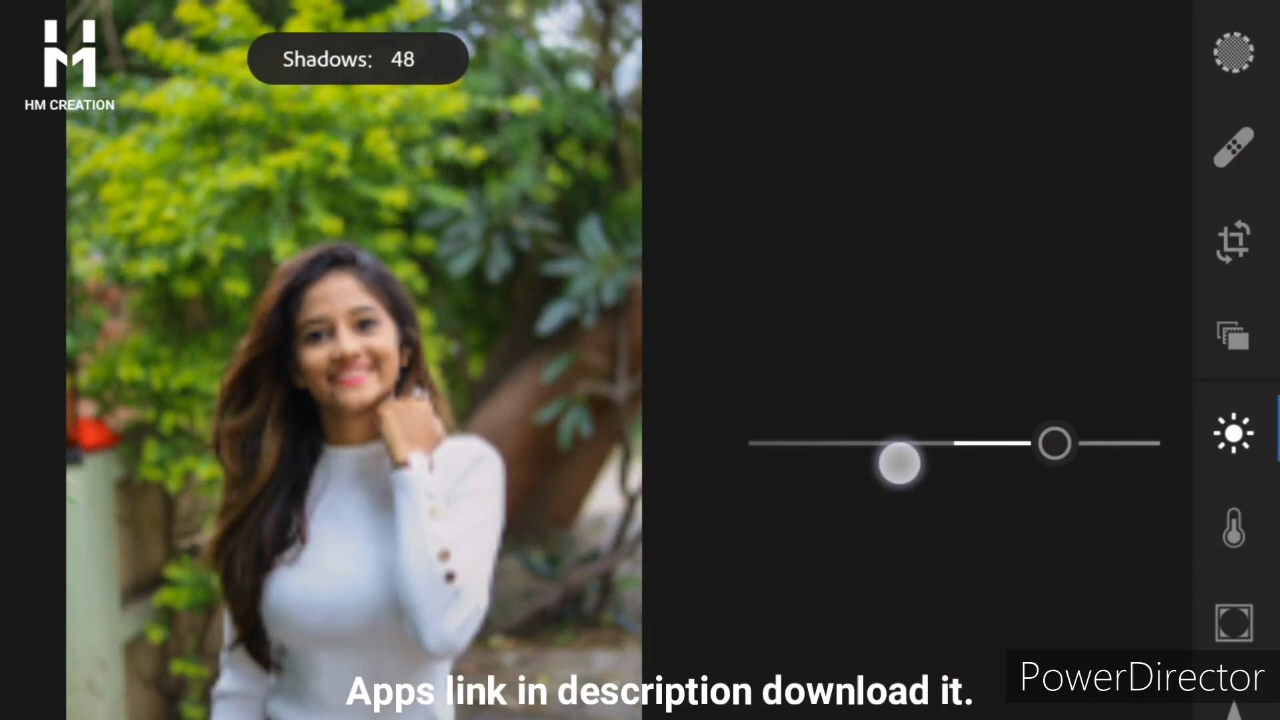 HM CREATION
Shadows: 48
Apps link in description download it.
PowerDirector